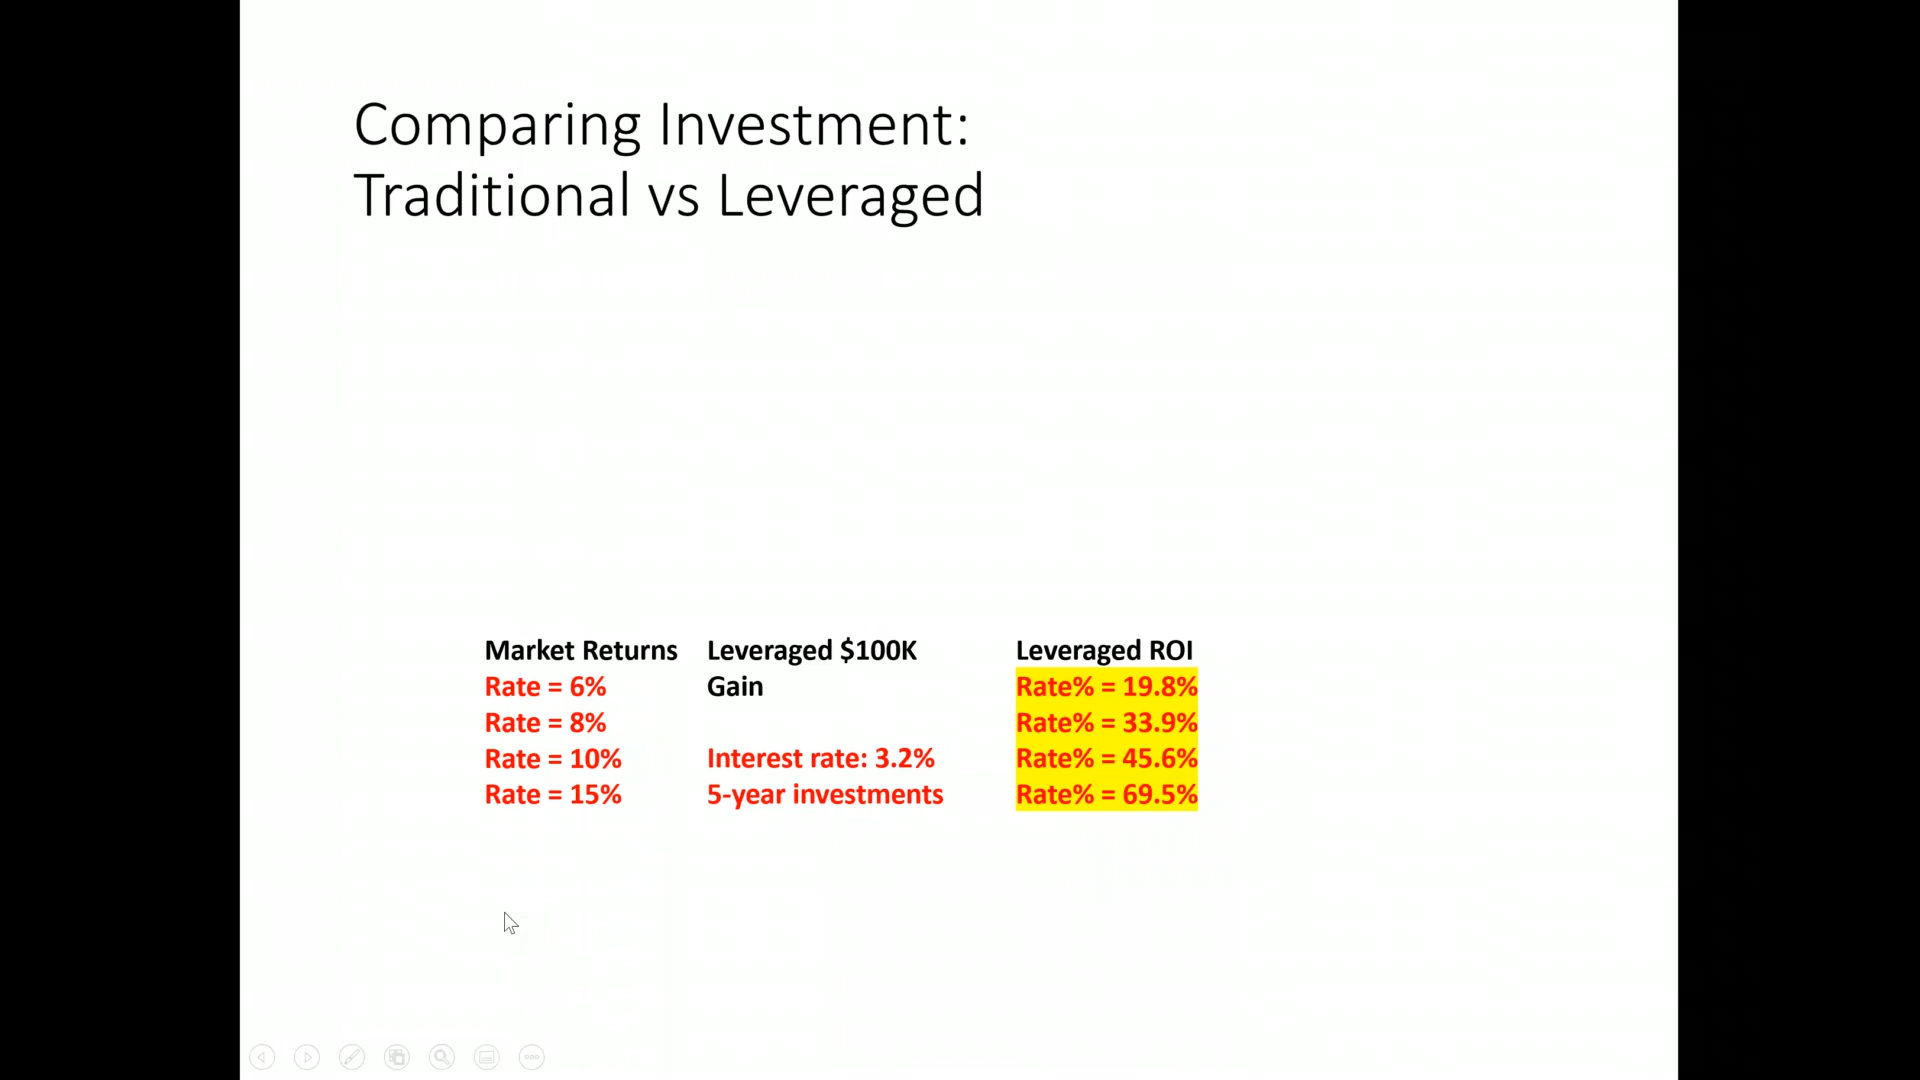 Comparing Investment:
Traditional vs Leveraged
Market Returns Leveraged $100K Leveraged ROI
Rate = 6% Gain Rate% = 19.8%
Rate = 8% Rate% = 33.9%
Rate = 10% Interest rate: 3.2% Rate% = 45.6%
Rate = 15% 5-year investments Rate% = 69.5%